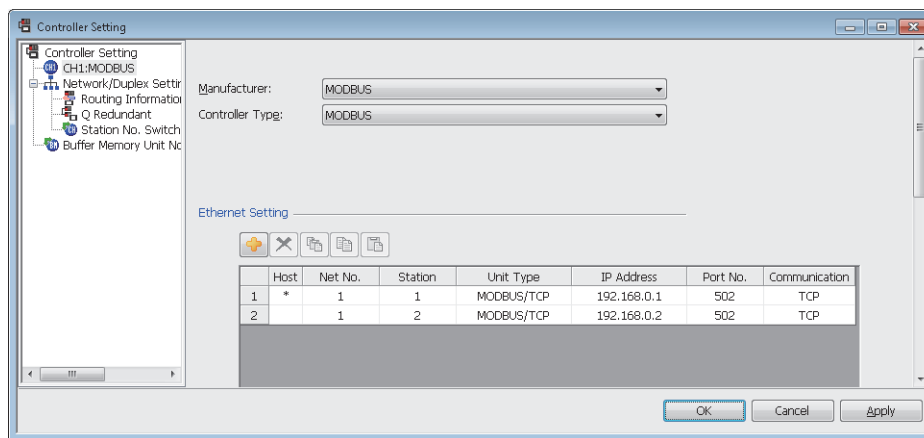 Controller Setting
Controller Setting
CH1:MODBUS
Network/Duplex Settin
Routing Information
Q Redundant
Station No. Switch
Buffer Memory Unit No
Manufacturer: MODBUS
Controller Type: MODBUS
Ethernet Setting
Host Net No. Station Unit Type IP Address Port No. Communication
1 * 1 1 MODBUS/TCP 192.168.0.1 502 TCP
2 1 2 MODBUS/TCP 192.168.0.2 502 TCP
OK Cancel Apply